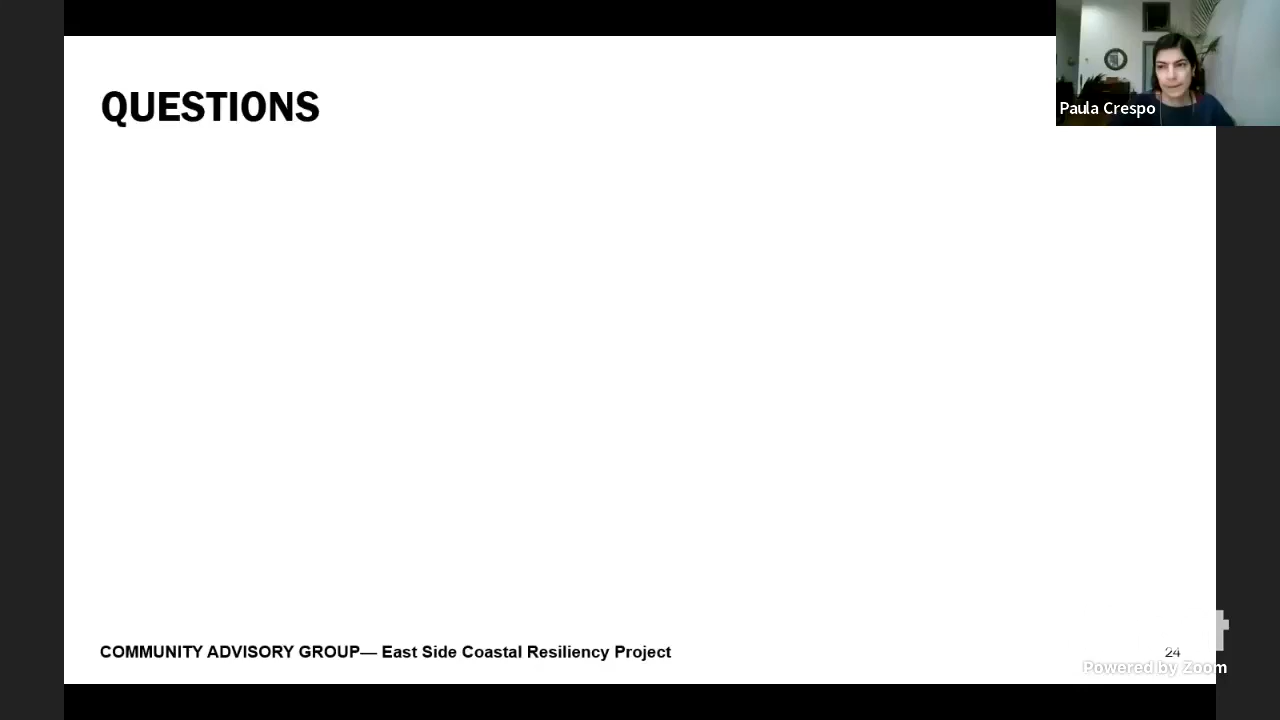 QUESTIONS
Paula Crespo
COMMUNITY ADVISORY GROUP— East Side Coastal Resiliency Project
24
Powered by Zoom